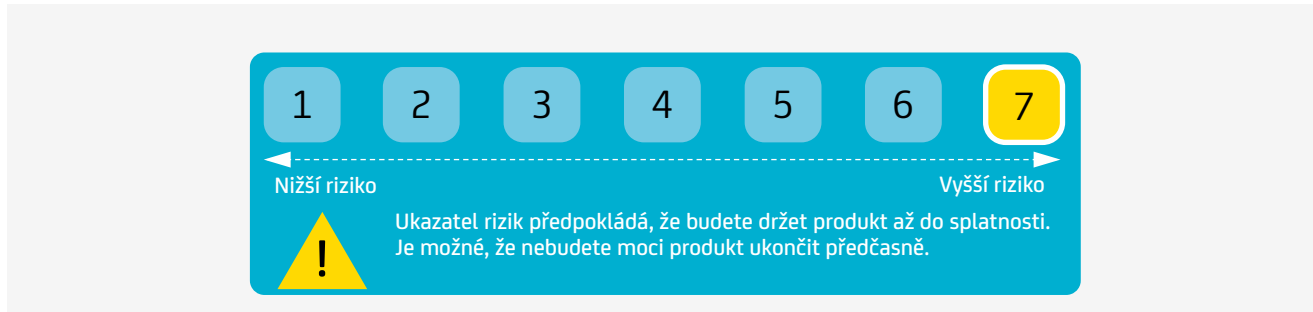 1 2 3 4 5 6 7
Nižší riziko Vyšší riziko
Ukazatel rizik předpokládá, že budete držet produkt až do splatnosti.
Je možné, že nebudete moci produkt ukončit předčasně.
!